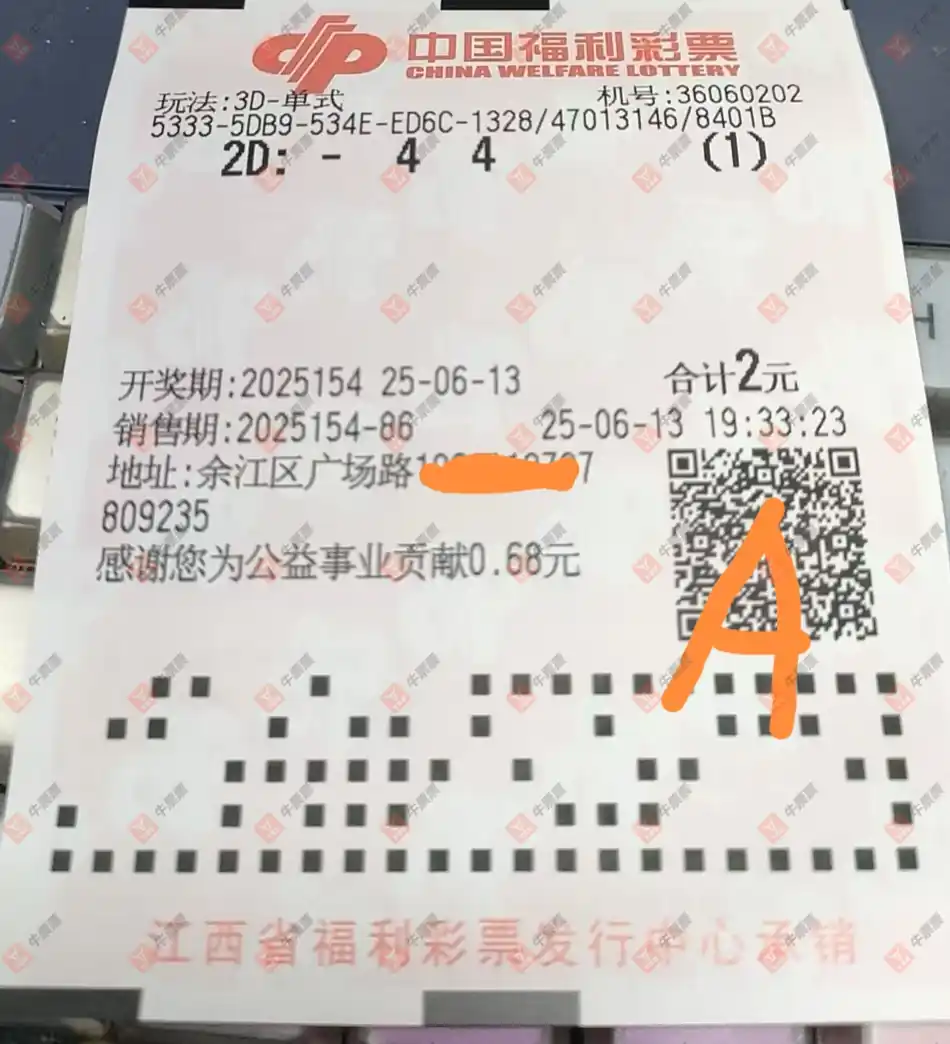 中国福利彩票
CHINA WELFARE LOTTERY
玩法:3D-单式 机号:36060202
5333-5DB9-534E-ED6C-1328/47013146/8401B
2D: - 4 4 (1)
开奖期:2025154 25-06-13 合计2元
销售期:2025154-86 25-06-13 19:33:23
地址:余江区广场路
809235
感谢您为公益事业贡献0.68元
A
江西省福利彩票发行中心承销
牛票票